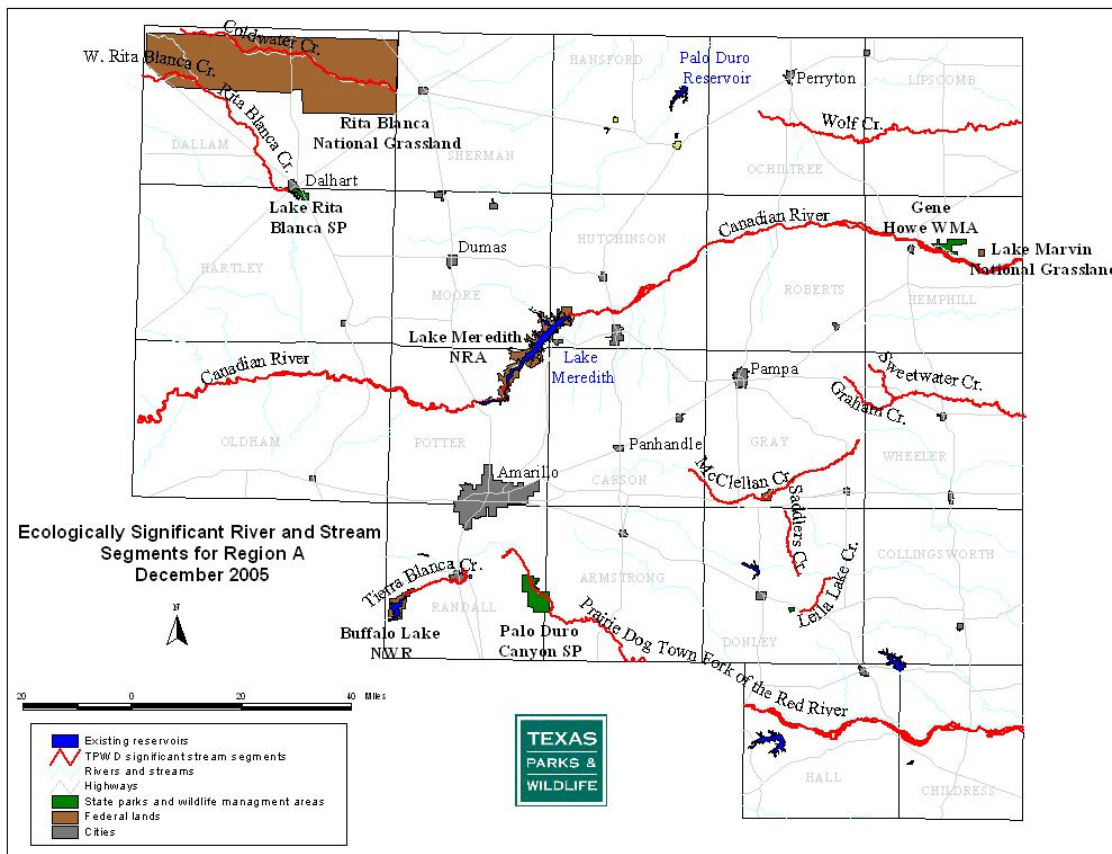 Coldwater Cr.
W. Rita Blanca Cr.
Rita Blanca Cr.
DALLAM
Rita Blanca
National Grassland
SHERMAN
HANSFORD
Palo Duro
Reservoir
Perryton
LIPSCOMB
Wolf Cr.
OCHILTREE
Dalhart
Lake Rita
Blanca SP
HARTLEY
Dumas
MOORE
HUTCHINSON
Canadian River
Gene
Howe WMA
Lake Marvin
National Grassland
ROBERTS
HEMPHILL
Lake Meredith
NRA
Lake
Meredith
Canadian River
OLDHAM
POTTER
Pampa
Sweetwater Cr.
Graham Cr.
Panhandle
CARSON
GRAY
WHEELER
McClellan Cr.
Amarillo
Saddlers Cr.
Ecologically Significant River and Stream
Segments for Region A
December 2005
N
Tierra Blanca Cr.
RANDALL
ARMSTRONG
Lelia Lake Cr.
COLLINGSWORTH
DONLEY
Buffalo Lake
NWR
Palo Duro
Canyon SP
Prairie Dog Town Fork of the Red River
HALL
CHILDRESS
20 0 20 40 Miles
Existing reservoirs
TPWD significant stream segments
Rivers and streams
Highways
State parks and wildlife managment areas
Federal lands
Cities
TEXAS
PARKS &
WILDLIFE